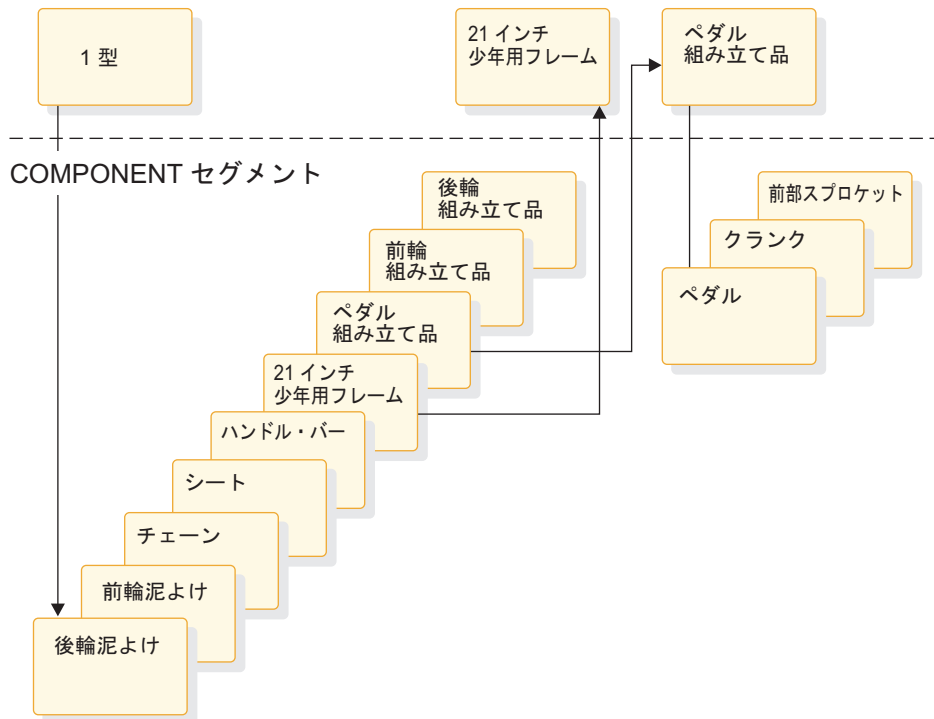 1 型
21 インチ
少年用フレーム
ペダル
組み立て品
COMPONENT セグメント
後輪
組み立て品
前輪
組み立て品
ペダル
組み立て品
21 インチ
少年用フレーム
ハンドル・バー
シート
チェーン
前輪泥よけ
後輪泥よけ
前部スプロケット
クランク
ペダル